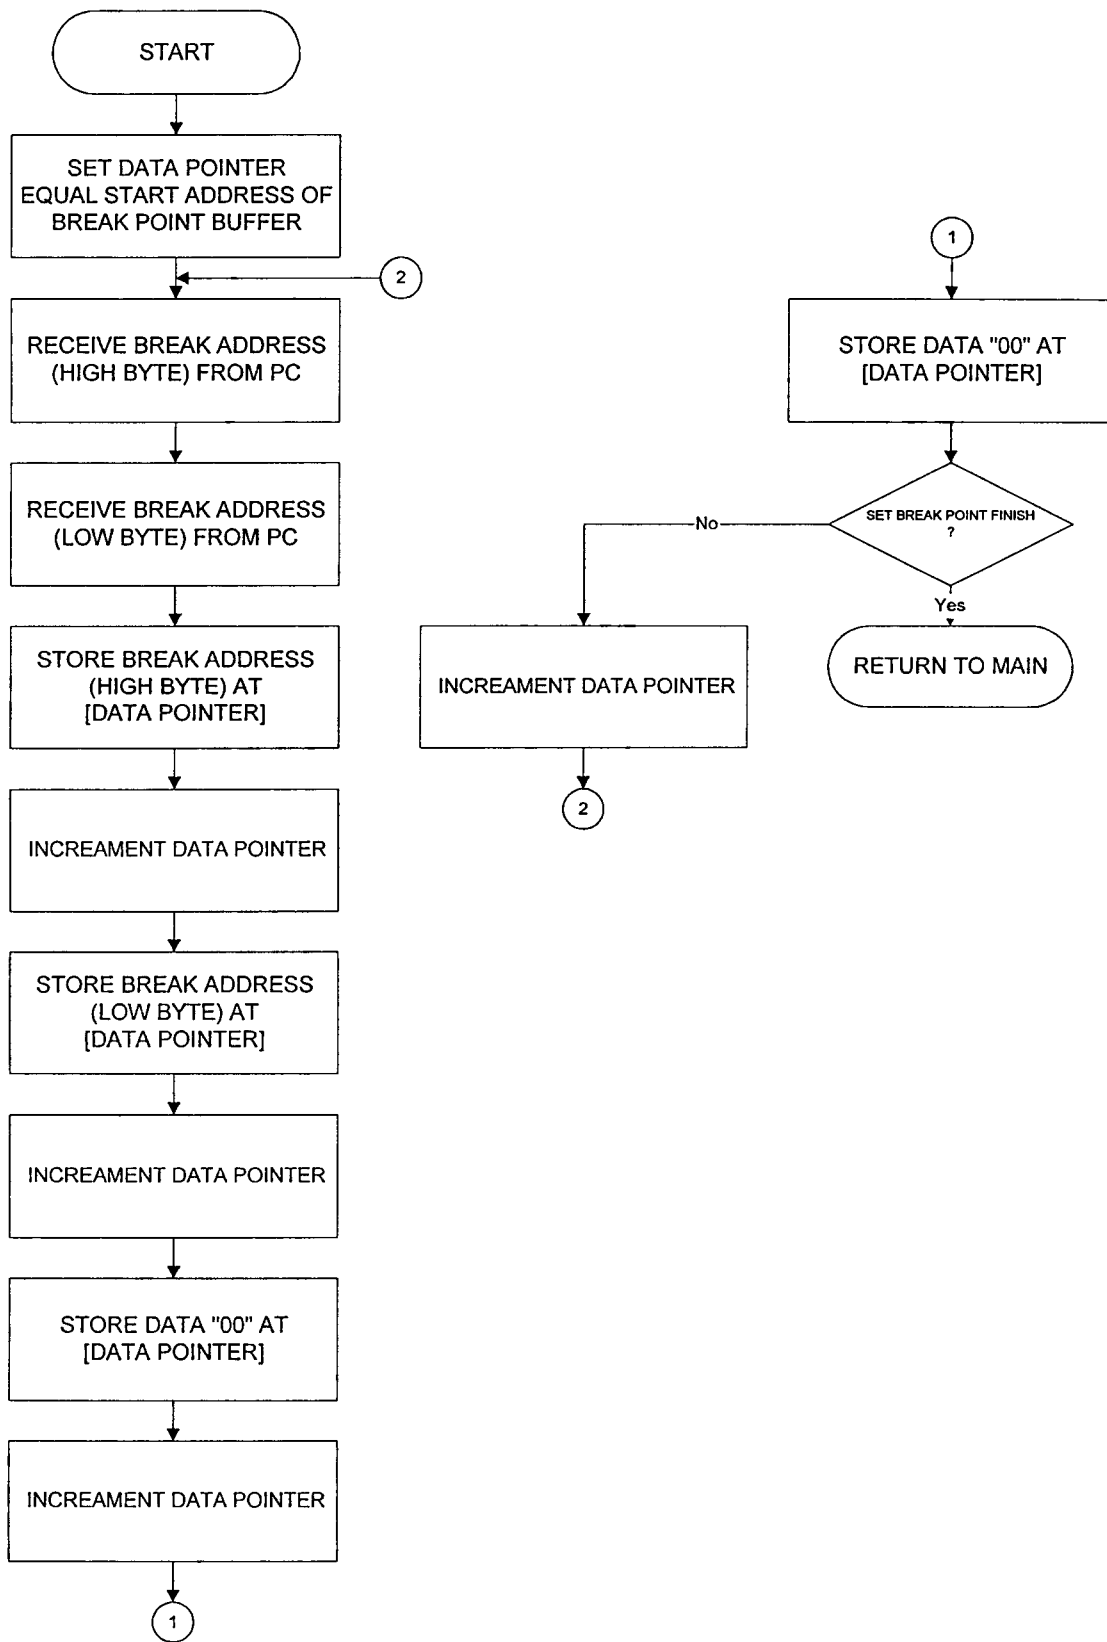 START
SET DATA POINTER
EQUAL START ADDRESS OF
BREAK POINT BUFFER
2
RECEIVE BREAK ADDRESS
(HIGH BYTE) FROM PC
RECEIVE BREAK ADDRESS
(LOW BYTE) FROM PC
STORE BREAK ADDRESS
(HIGH BYTE) AT
[DATA POINTER]
INCREAMENT DATA POINTER
STORE BREAK ADDRESS
(LOW BYTE) AT
[DATA POINTER]
INCREAMENT DATA POINTER
STORE DATA "00" AT
[DATA POINTER]
INCREAMENT DATA POINTER
1
1
STORE DATA "00" AT
[DATA POINTER]
SET BREAK POINT FINISH
?
No
Yes
INCREAMENT DATA POINTER
2
RETURN TO MAIN